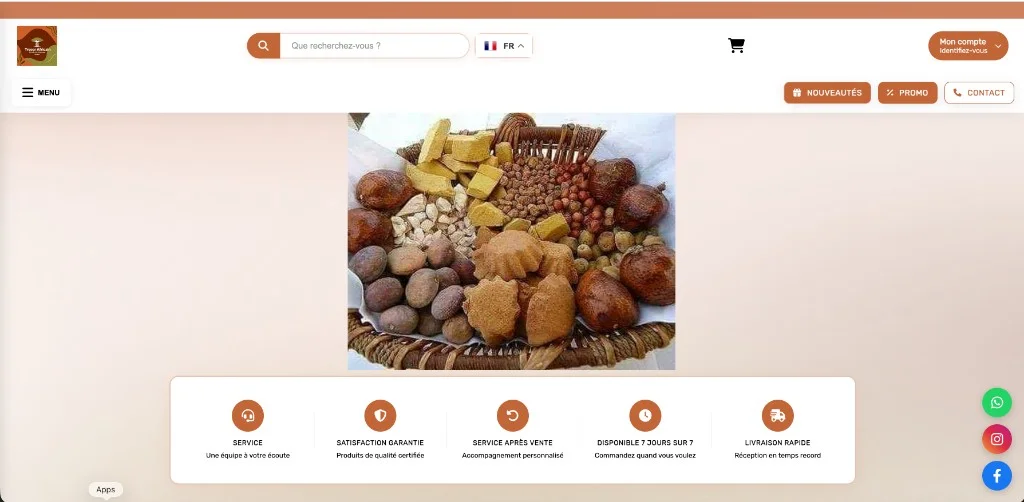 Que recherchez-vous ?
FR
Mon compte
Identifiez-vous
MENU
NOUVEAUTÉS
PROMO
CONTACT
SERVICE
Une équipe à votre écoute
SATISFACTION GARANTIE
Produits de qualité certifiée
SERVICE APRÈS VENTE
Accompagnement personnalisé
DISPONIBLE 7 JOURS SUR 7
Commandez quand vous voulez
LIVRAISON RAPIDE
Réception en temps record
Apps